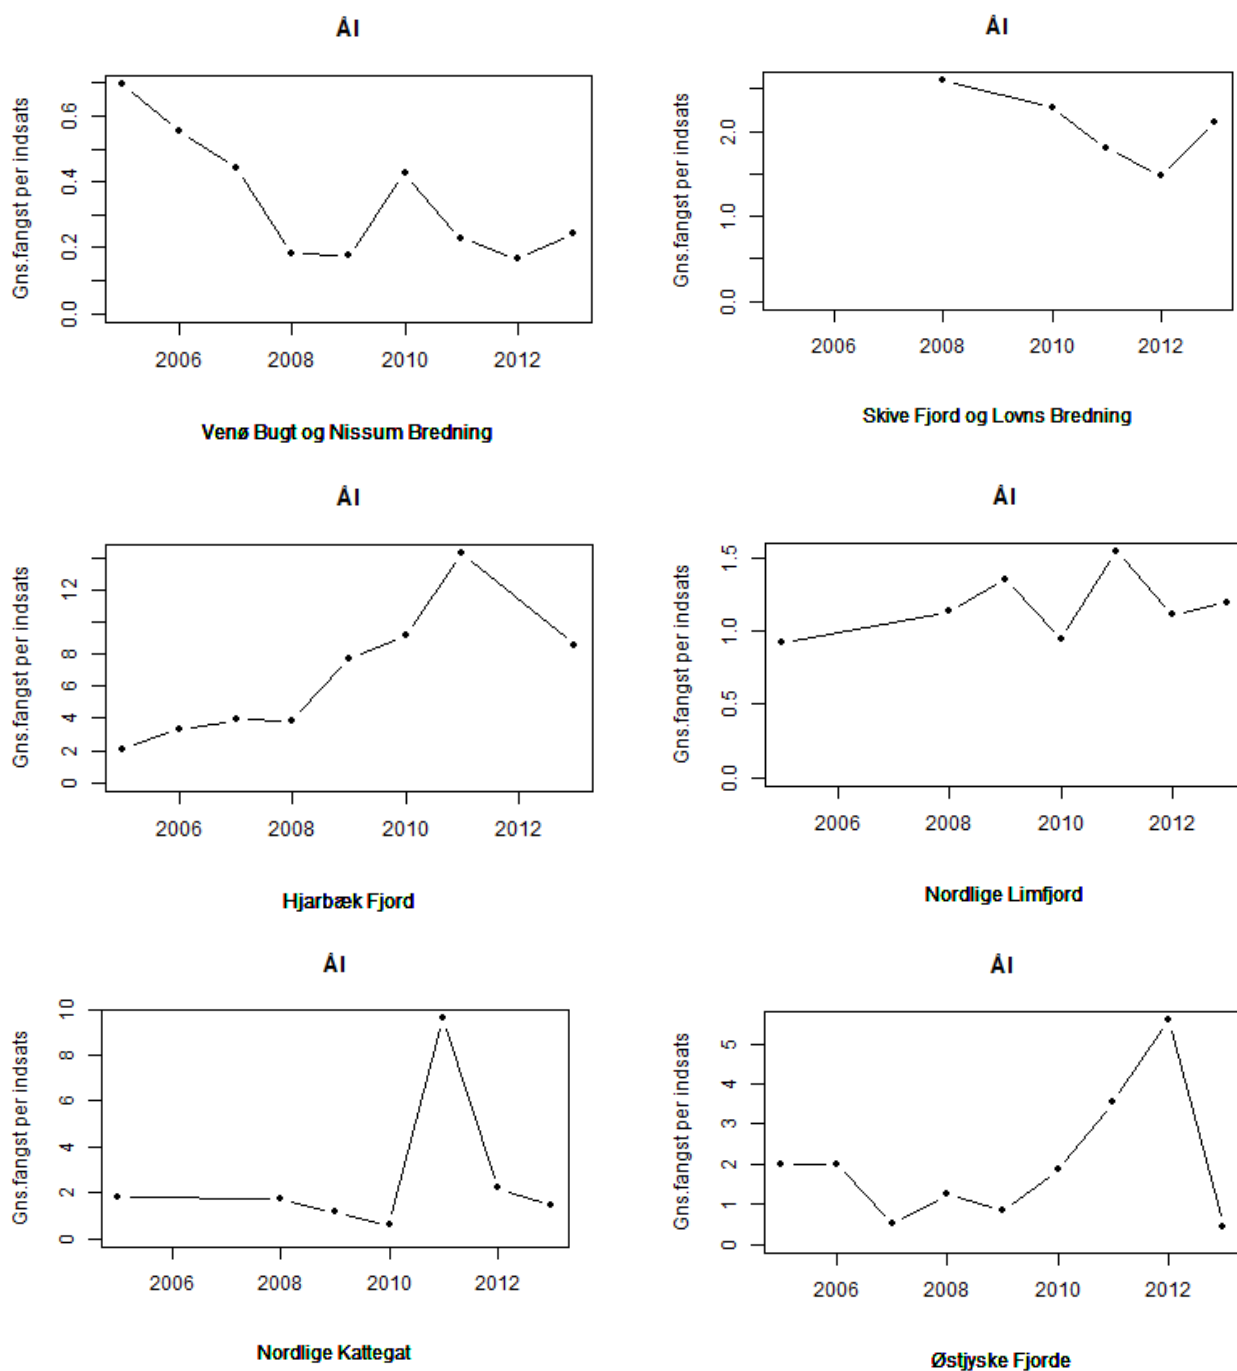 Ål
Gns.fangst per indsats
0.0 0.2 0.4 0.6
2006 2008 2010 2012
Venø Bugt og Nissum Bredning
Ål
Gns.fangst per indsats
0.0 1.0 2.0
2006 2008 2010 2012
Skive Fjord og Lovns Bredning
Ål
Gns.fangst per indsats
0 2 4 6 8 12
2006 2008 2010 2012
Hjarbæk Fjord
Ål
Gns.fangst per indsats
0.0 0.5 1.0 1.5
2006 2008 2010 2012
Nordlige Limfjord
Ål
Gns.fangst per indsats
0 2 4 6 8 10
2006 2008 2010 2012
Nordlige Kattegat
Ål
Gns.fangst per indsats
0 1 2 3 4 5
2006 2008 2010 2012
Østjyske Fjorde